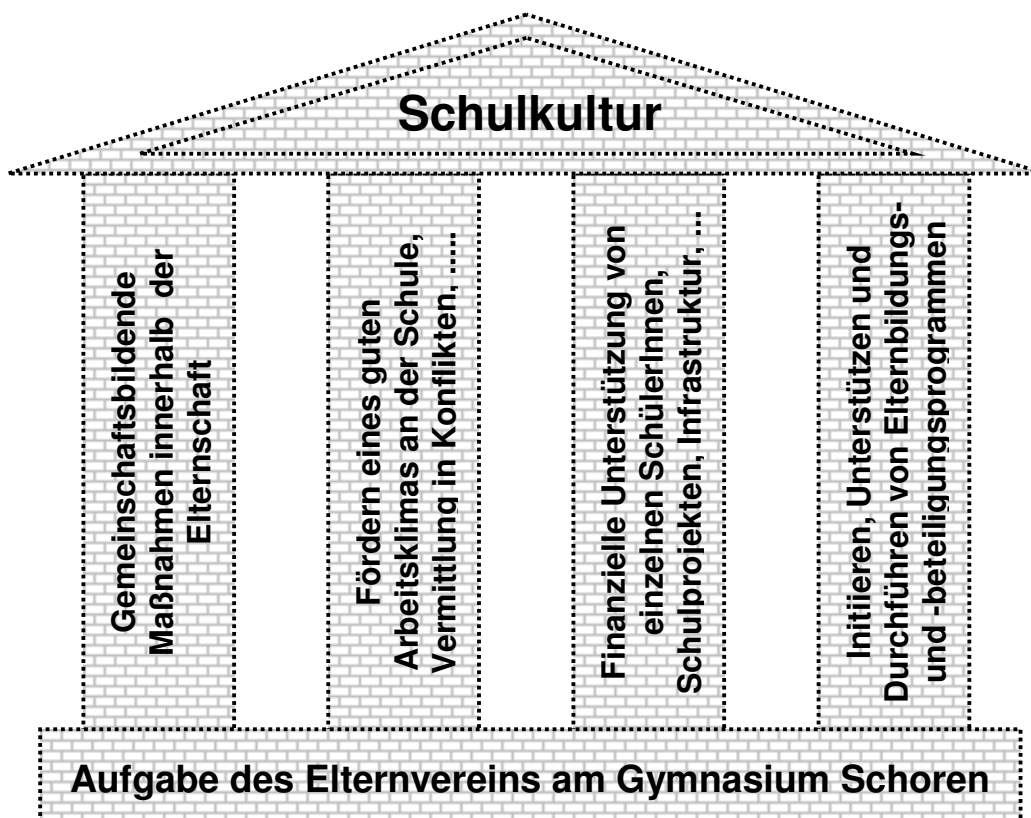 Schulkultur
Gemeinschaftsbildende
Maßnahmen innerhalb der
Elternschaft
Fördern eines guten
Arbeitsklimas an der Schule,
Vermittlung in Konflikten, .....
Finanzielle Unterstützung von
einzelnen SchülerInnen,
Schulprojekten, Infrastruktur, ...
Initiieren, Unterstützen und
Durchführen von Elternbildungs-
und -beteiligungsprogrammen
Aufgabe des Elternvereins am Gymnasium Schoren